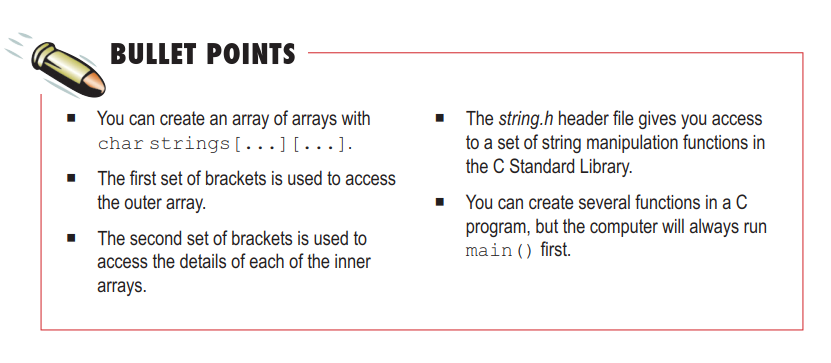 BULLET POINTS
■ You can create an array of arrays with
char strings[...][...].
■ The first set of brackets is used to access
the outer array.
■ The second set of brackets is used to
access the details of each of the inner
arrays.
■ The string.h header file gives you access
to a set of string manipulation functions in
the C Standard Library.
■ You can create several functions in a C
program, but the computer will always run
main() first.